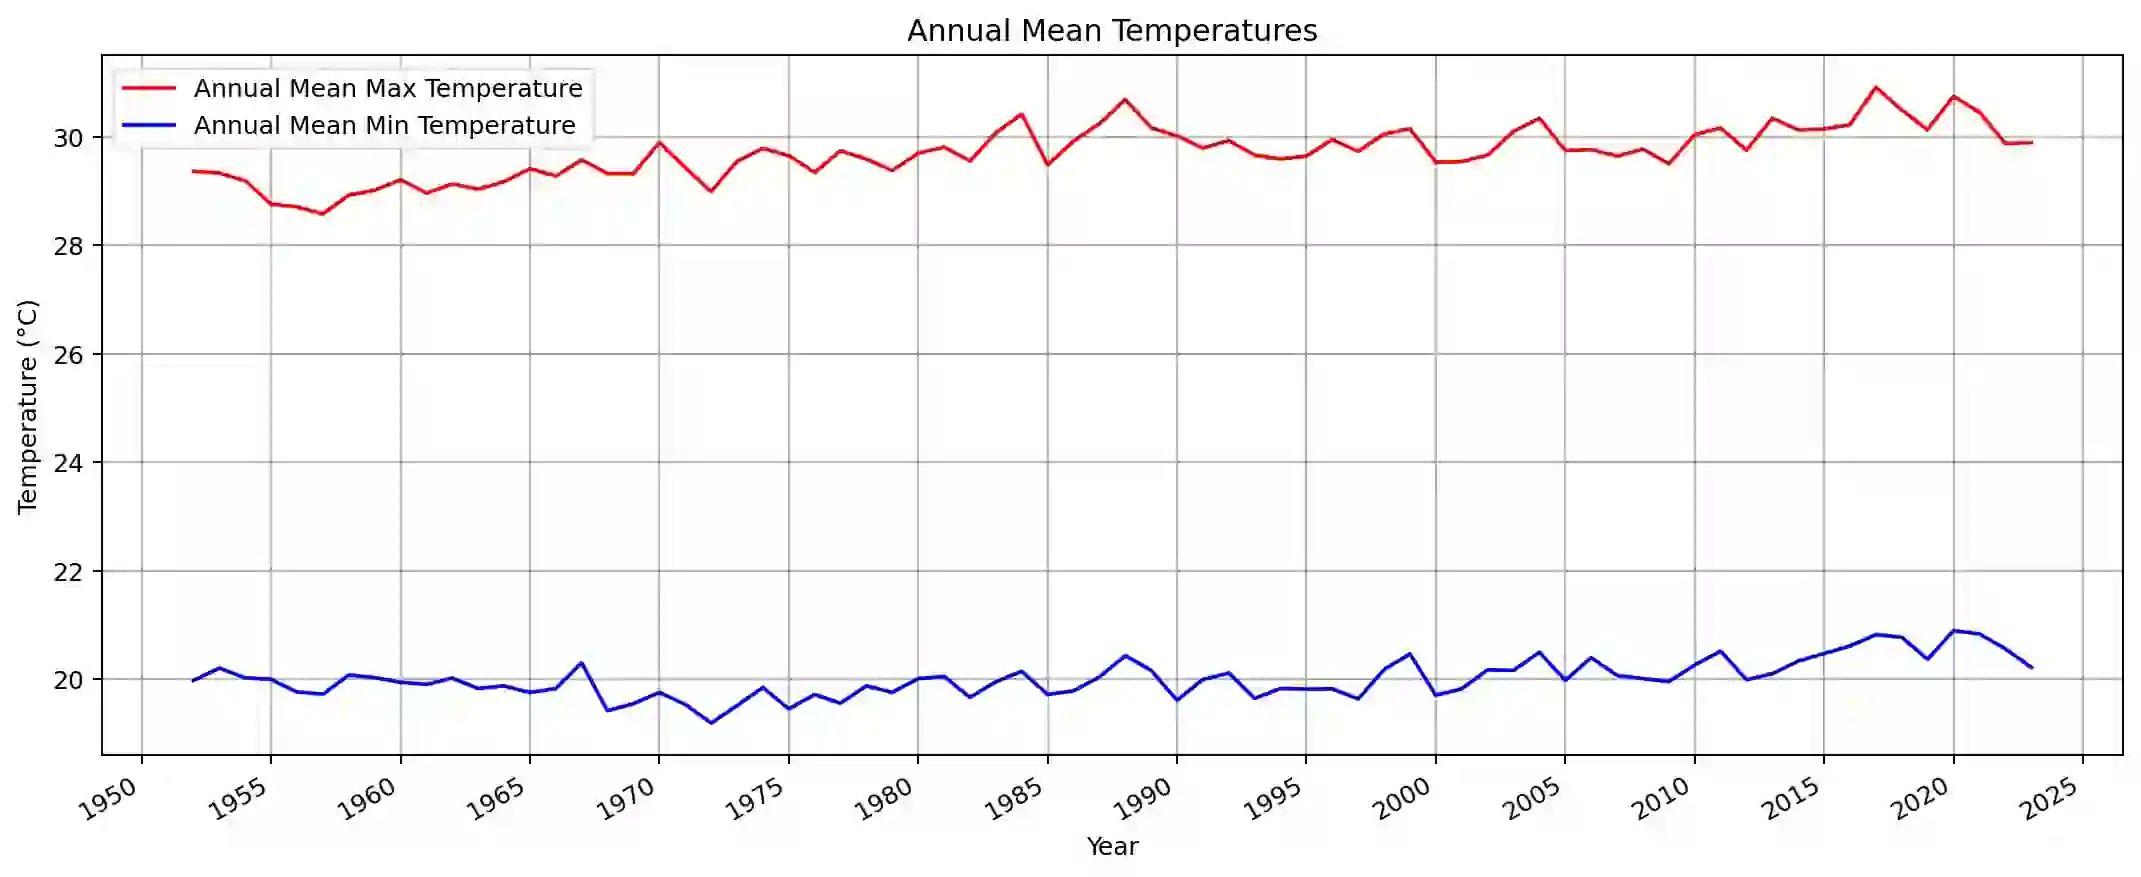 Annual Mean Temperatures
Annual Mean Max Temperature
Annual Mean Min Temperature
30
28
26
24
22
20
Temperature (°C)
1950 1955 1960 1965 1970 1975 1980 1985 1990 1995 2000 2005 2010 2015 2020 2025
Year